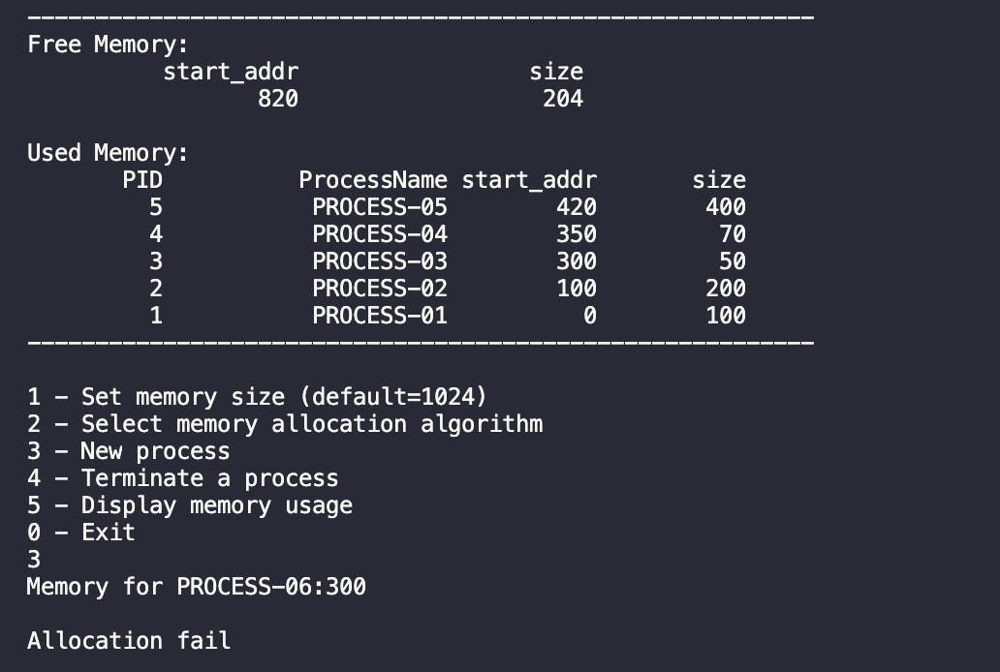 Free Memory:
start_addr size
820 204
Used Memory:
PID ProcessName start_addr size
5 PROCESS-05 420 400
4 PROCESS-04 350 70
3 PROCESS-03 300 50
2 PROCESS-02 100 200
1 PROCESS-01 0 100
1 - Set memory size (default=1024)
2 - Select memory allocation algorithm
3 - New process
4 - Terminate a process
5 - Display memory usage
0 - Exit
3
Memory for PROCESS-06:300
Allocation fail